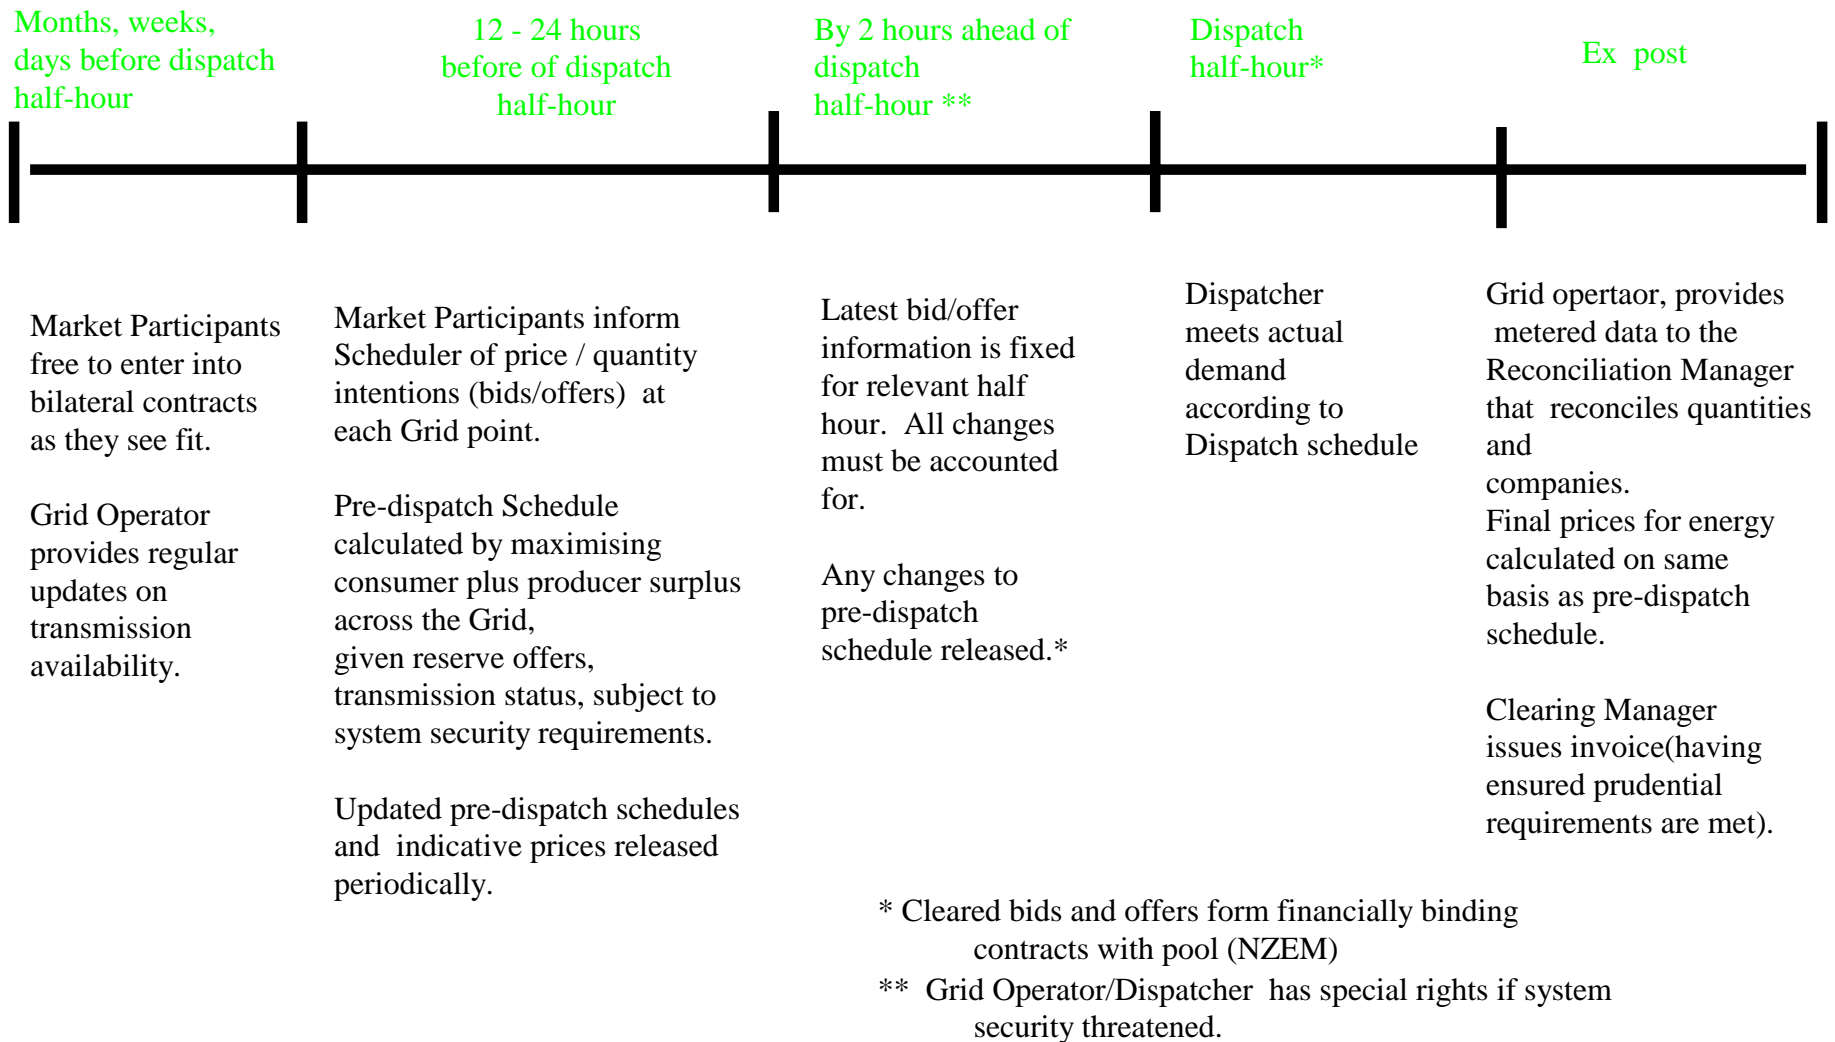 Months, weeks,
days before dispatch
half-hour
12 - 24 hours
before of dispatch
half-hour
By 2 hours ahead of
dispatch
half-hour **
Dispatch
half-hour*
Ex post
Market Participants
free to enter into
bilateral contracts
as they see fit.
Grid Operator
provides regular
updates on
transmission
availability.
Market Participants inform
Scheduler of price / quantity
intentions (bids/offers) at
each Grid point.
Pre-dispatch Schedule
calculated by maximising
consumer plus producer surplus
across the Grid,
given reserve offers,
transmission status, subject to
system security requirements.
Updated pre-dispatch schedules
and indicative prices released
periodically.
Latest bid/offer
information is fixed
for relevant half
hour. All changes
must be accounted
for.
Any changes to
pre-dispatch
schedule released.*
Dispatcher
meets actual
demand
according to
Dispatch schedule
Grid opertaor, provides
metered data to the
Reconciliation Manager
that reconciles quantities
and
companies.
Final prices for energy
calculated on same
basis as pre-dispatch
schedule.
Clearing Manager
issues invoice(having
ensured prudential
requirements are met).
* Cleared bids and offers form financially binding
contracts with pool (NZEM)
** Grid Operator/Dispatcher has special rights if system
security threatened.